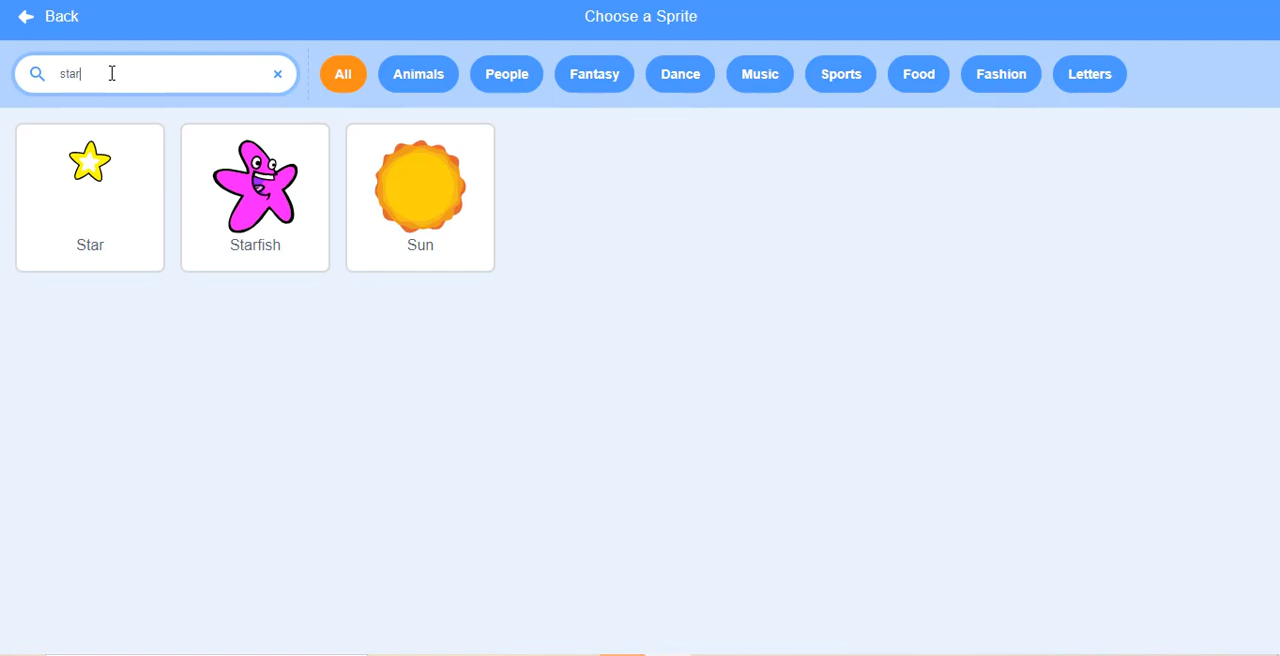 Back
Choose a Sprite
star
All
Animals
People
Fantasy
Dance
Music
Sports
Food
Fashion
Letters
Star
Starfish
Sun